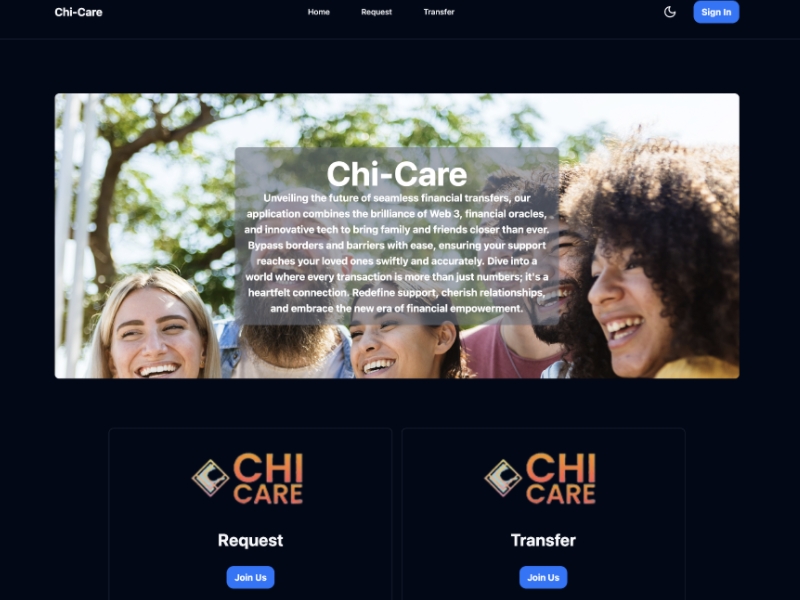 Chi-Care
Home
Request
Transfer
Sign In
Chi-Care
Unveiling the future of seamless financial transfers, our
application combines the brilliance of Web 3, financial oracles,
and innovative tech to bring family and friends closer than ever.
Bypass borders and barriers with ease, ensuring your support
reaches your loved ones swiftly and accurately. Dive into a
world where every transaction is more than just numbers; it's a
heartfelt connection. Redefine support, cherish relationships,
and embrace the new era of financial empowerment.
CHI
CARE
Request
Join Us
CHI
CARE
Transfer
Join Us